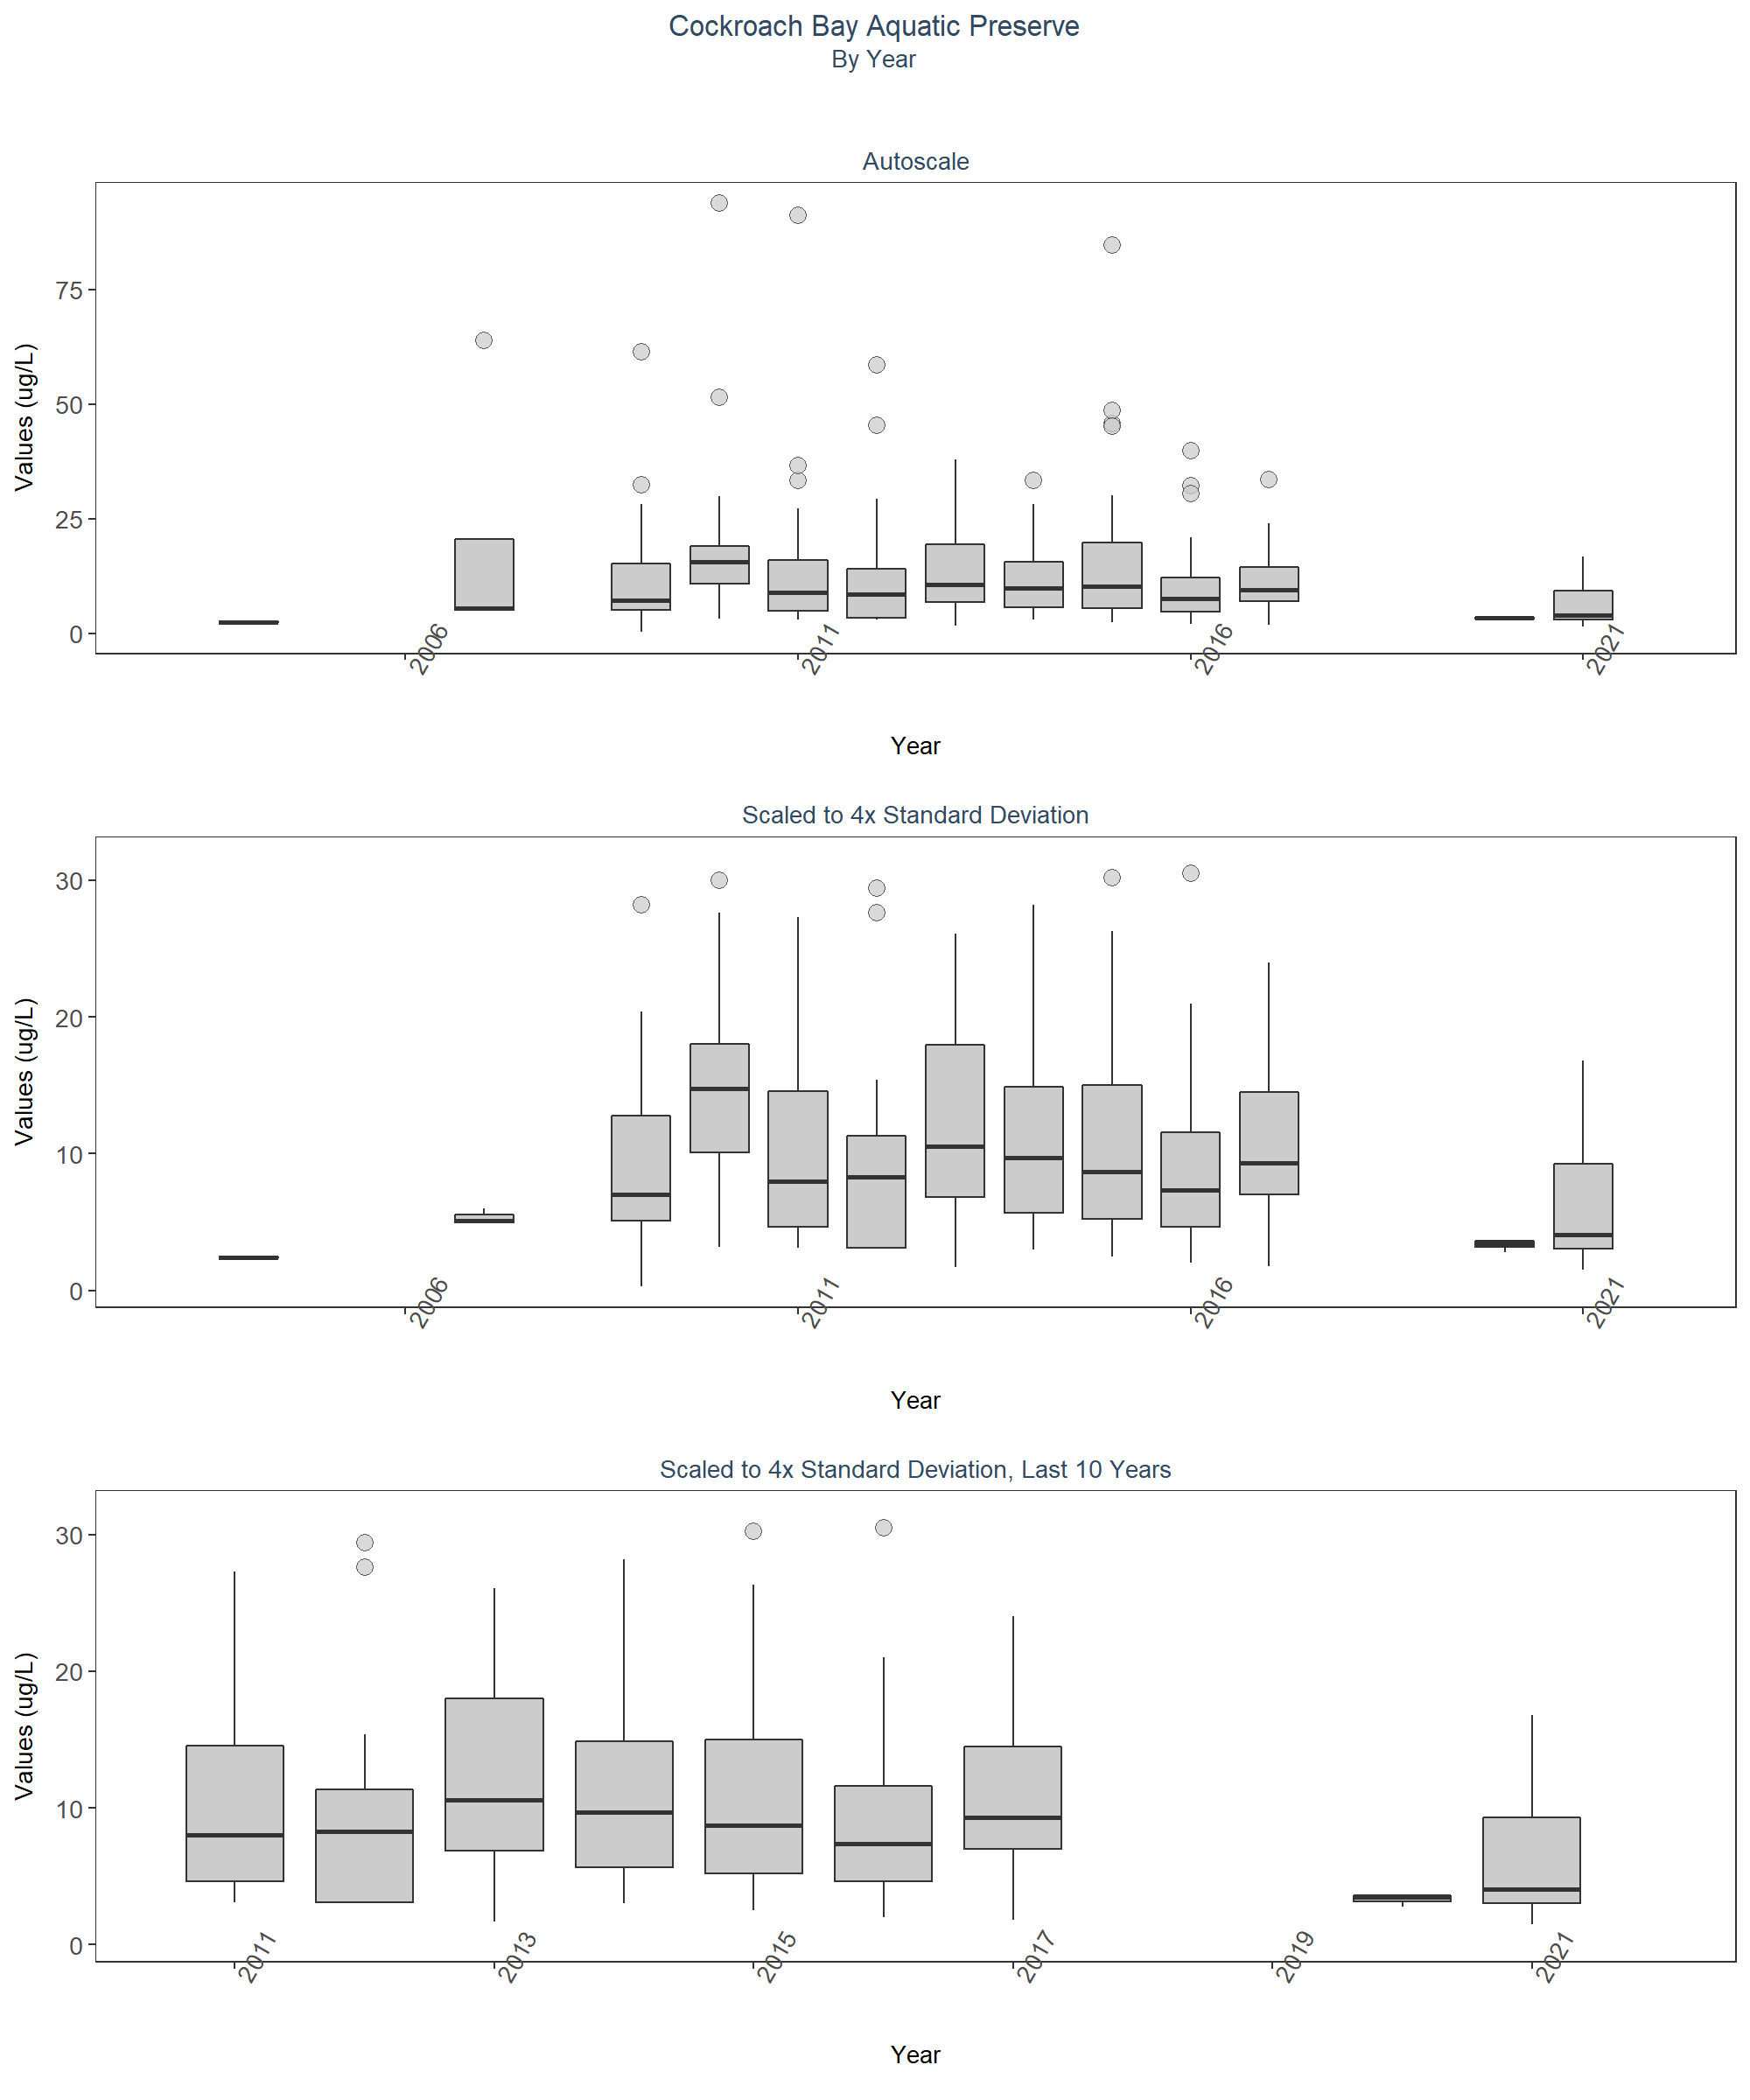 Cockroach Bay Aquatic Preserve
By Year
Autoscale
Values (ug/L)
75
50
25
0
2006
2011
2016
2021
Year
Scaled to 4x Standard Deviation
Values (ug/L)
30
20
10
0
2006
2011
2016
2021
Year
Scaled to 4x Standard Deviation, Last 10 Years
Values (ug/L)
30
20
10
0
2011
2013
2015
2017
2019
2021
Year